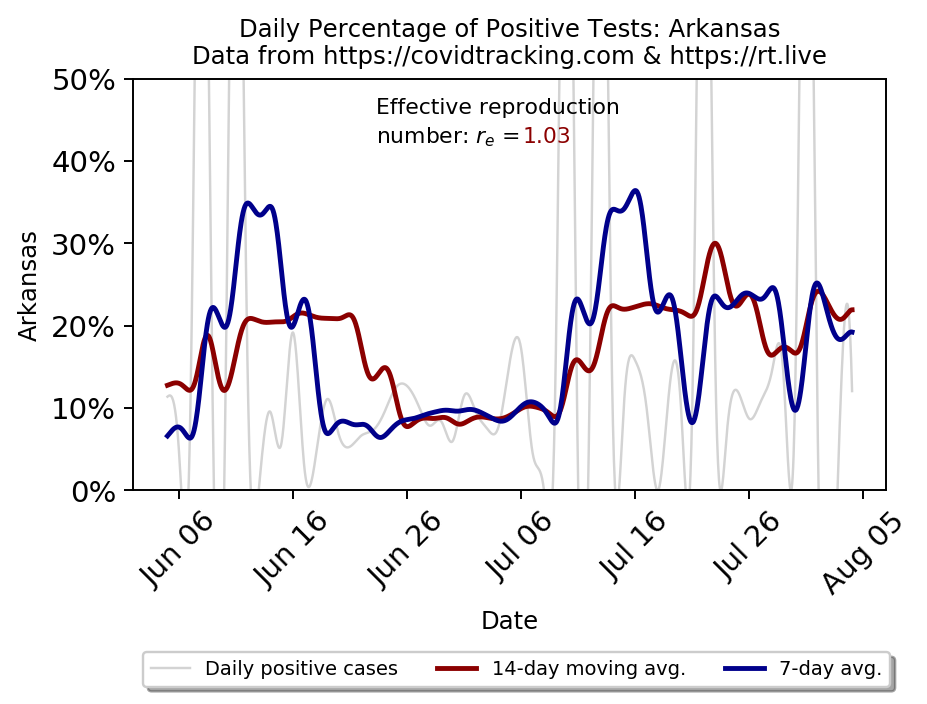 Daily Percentage of Positive Tests: Arkansas
Data from https://covidtracking.com & https://rt.live
Effective reproduction
number: rₑ =1.03
50%
40%
30%
20%
10%
0%
Arkansas
Jun 06
Jun 16
Jun 26
Jul 06
Jul 16
Jul 26
Aug 05
Date
Daily positive cases
14-day moving avg.
7-day avg.